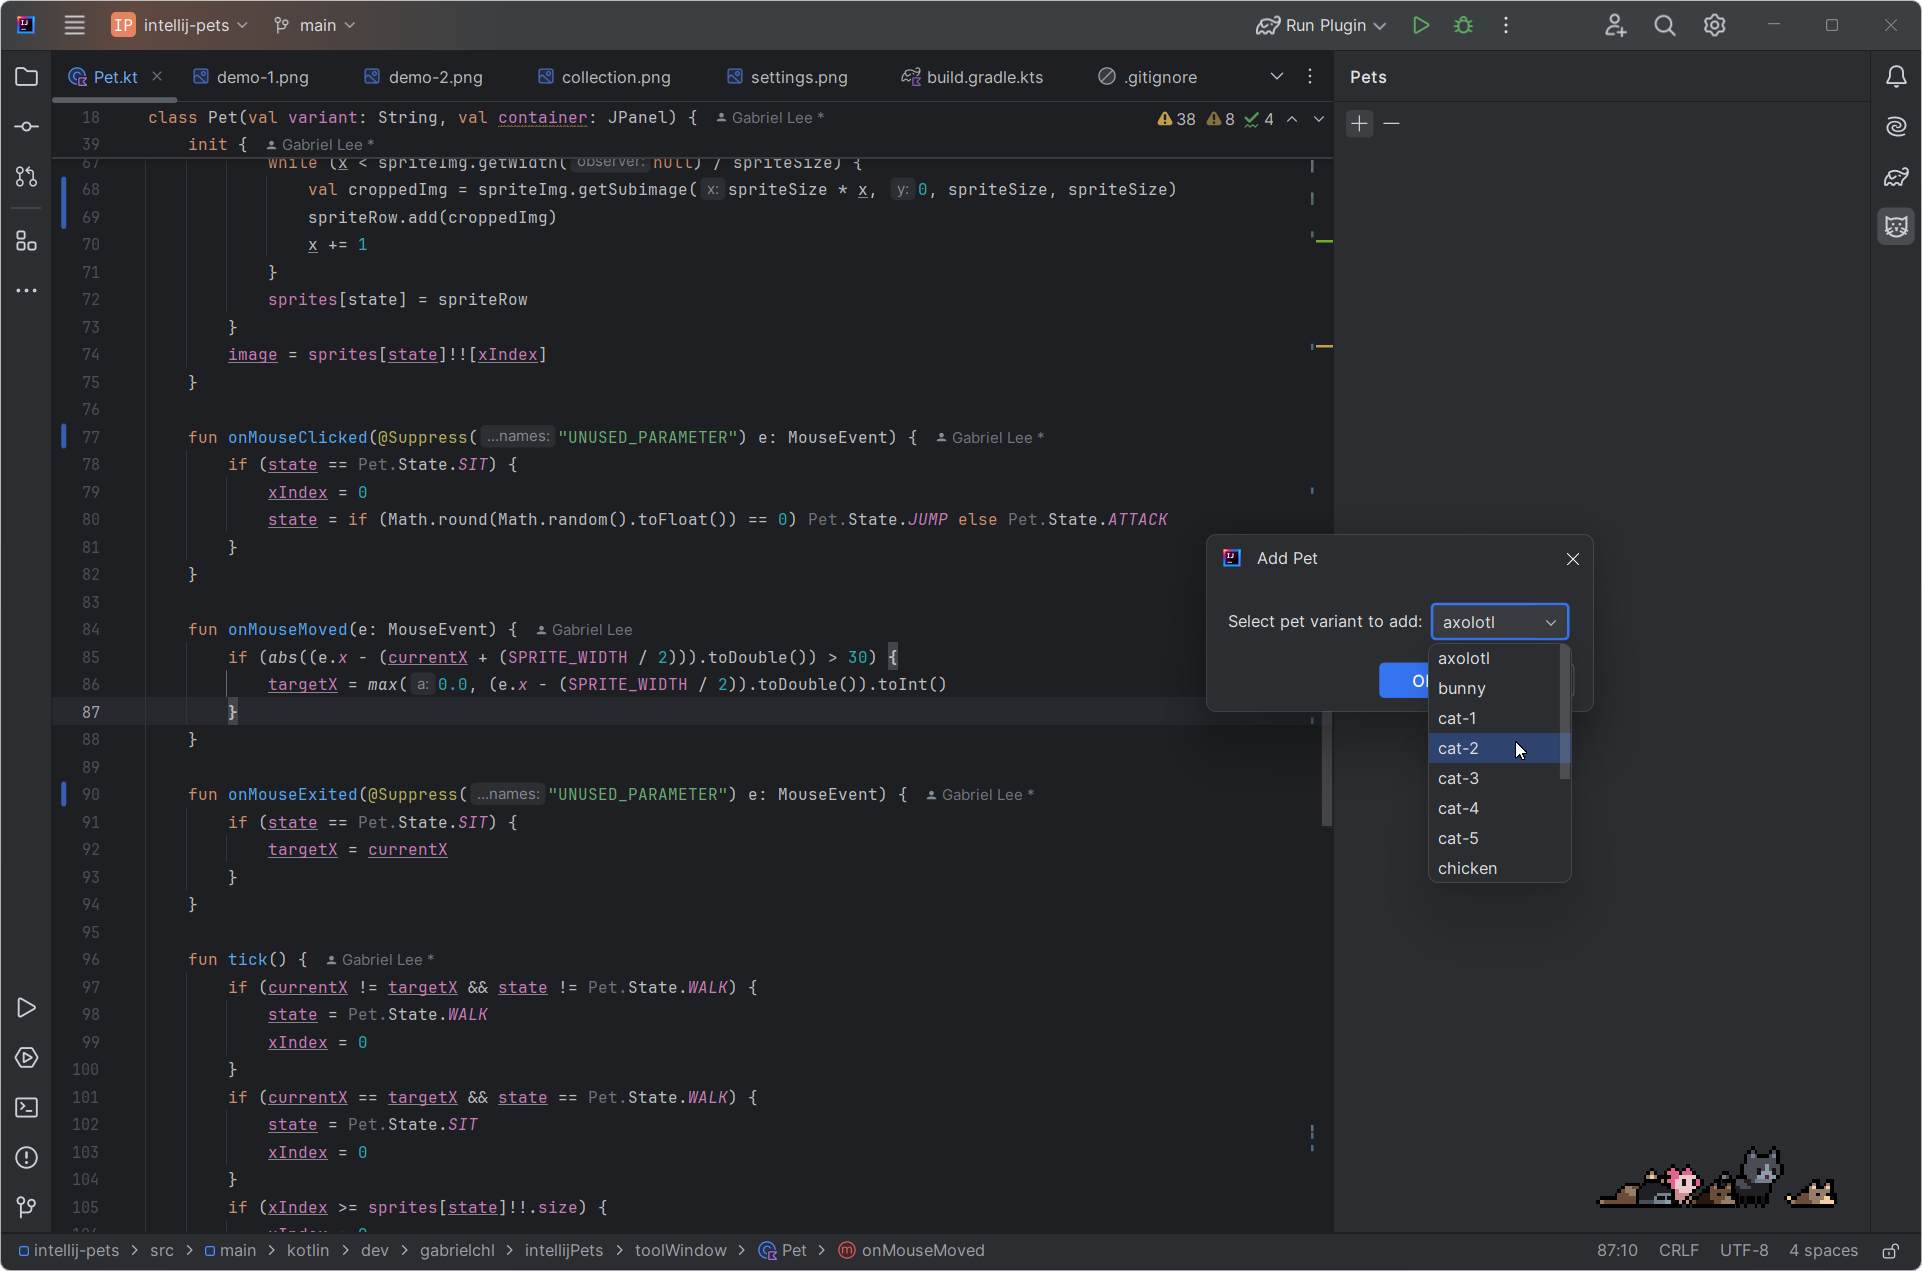 IP intellij-pets main Run Plugin
Pet.kt demo-1.png demo-2.png collection.png settings.png build.gradle.kts .gitignore
Pets
18 class Pet(val variant: String, val container: JPanel) { Gabriel Lee *
38 8 4
39 init { Gabriel Lee *
67 while (x < spriteImg.getWidth( observer: null) / spriteSize) {
68 val croppedImg = spriteImg.getSubimage( x: spriteSize * x, y: 0, spriteSize, spriteSize)
69 spriteRow.add(croppedImg)
70 x += 1
71 }
72 sprites[state] = spriteRow
73 }
74 image = sprites[state]!![xIndex]
75 }
76
77 fun onMouseClicked(@Suppress( ...names: "UNUSED_PARAMETER") e: MouseEvent) { Gabriel Lee *
78 if (state == Pet.State.SIT) {
79 xIndex = 0
80 state = if (Math.round(Math.random().toFloat()) == 0) Pet.State.JUMP else Pet.State.ATTACK
81 }
82 }
83
84 fun onMouseMoved(e: MouseEvent) { Gabriel Lee
85 if (abs((e.x - (currentX + (SPRITE_WIDTH / 2))).toDouble()) > 30) {
86 targetX = max( a: 0.0, (e.x - (SPRITE_WIDTH / 2)).toDouble()).toInt()
87 }
88 }
89
90 fun onMouseExited(@Suppress( ...names: "UNUSED_PARAMETER") e: MouseEvent) { Gabriel Lee *
91 if (state == Pet.State.SIT) {
92 targetX = currentX
93 }
94 }
95
96 fun tick() { Gabriel Lee *
97 if (currentX != targetX && state != Pet.State.WALK) {
98 state = Pet.State.WALK
99 xIndex = 0
100 }
101 if (currentX == targetX && state == Pet.State.WALK) {
102 state = Pet.State.SIT
103 xIndex = 0
104 }
105 if (xIndex >= sprites[state]!!.size) {
Add Pet
Select pet variant to add: axolotl
axolotl
bunny
cat-1
cat-2
cat-3
cat-4
cat-5
chicken
intellij-pets > src > main > kotlin > dev > gabrielchl > intellijPets > toolWindow > Pet > onMouseMoved
87:10 CRLF UTF-8 4 spaces